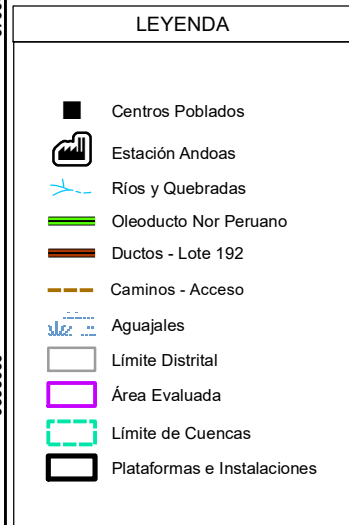 LEYENDA
Centros Poblados
Estación Andoas
Ríos y Quebradas
Oleoducto Nor Peruano
Ductos - Lote 192
Caminos - Acceso
Aguajales
Límite Distrital
Área Evaluada
Límite de Cuencas
Plataformas e Instalaciones